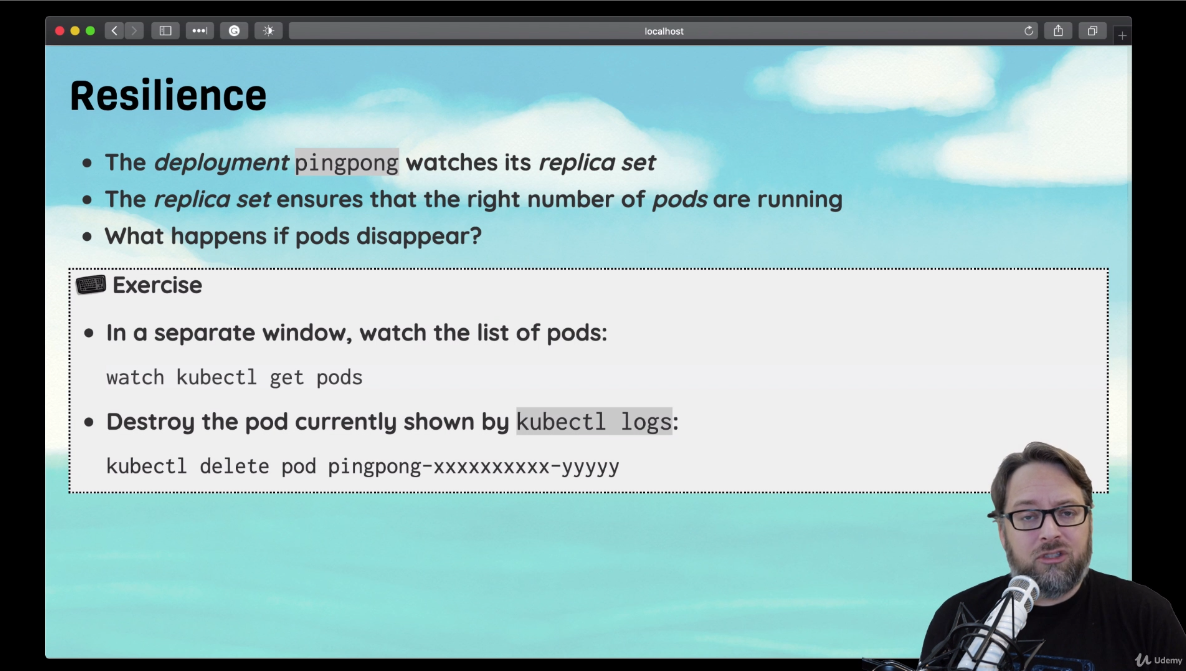 localhost
Resilience
• The deployment pingpong watches its replica set
• The replica set ensures that the right number of pods are running
• What happens if pods disappear?
Exercise
• In a separate window, watch the list of pods:
watch kubectl get pods
• Destroy the pod currently shown by kubectl logs:
kubectl delete pod pingpong-xxxxxxxxxx-yyyyy
Udemy